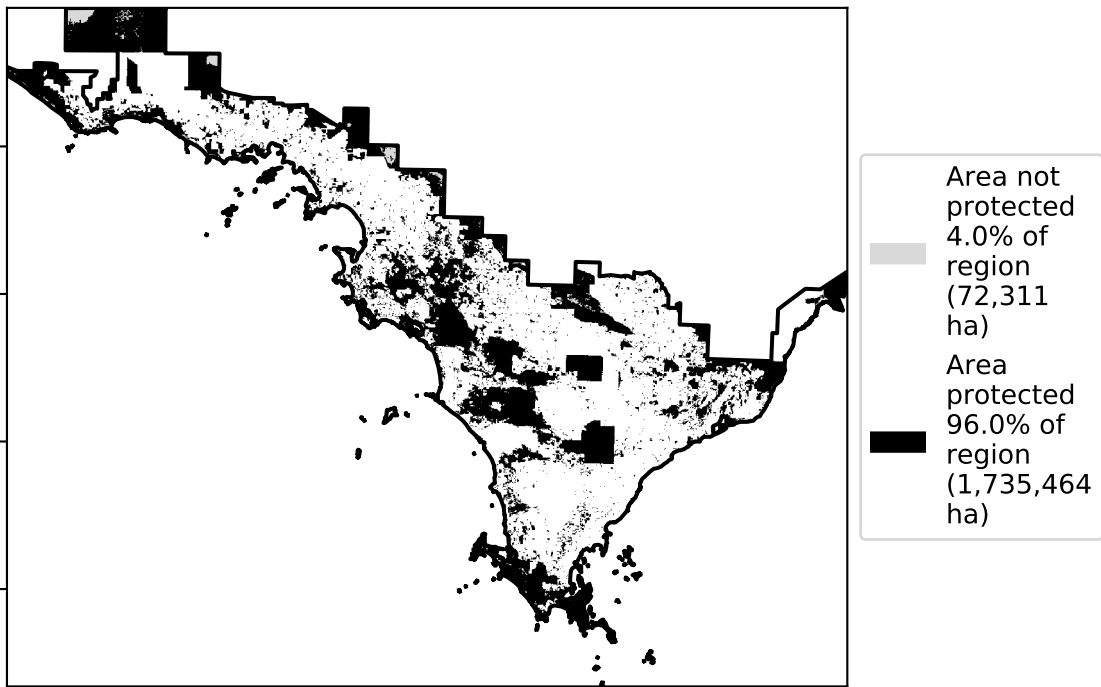 Area not
protected
4.0% of
region
(72,311
ha)
Area
protected
96.0% of
region
(1,735,464
ha)